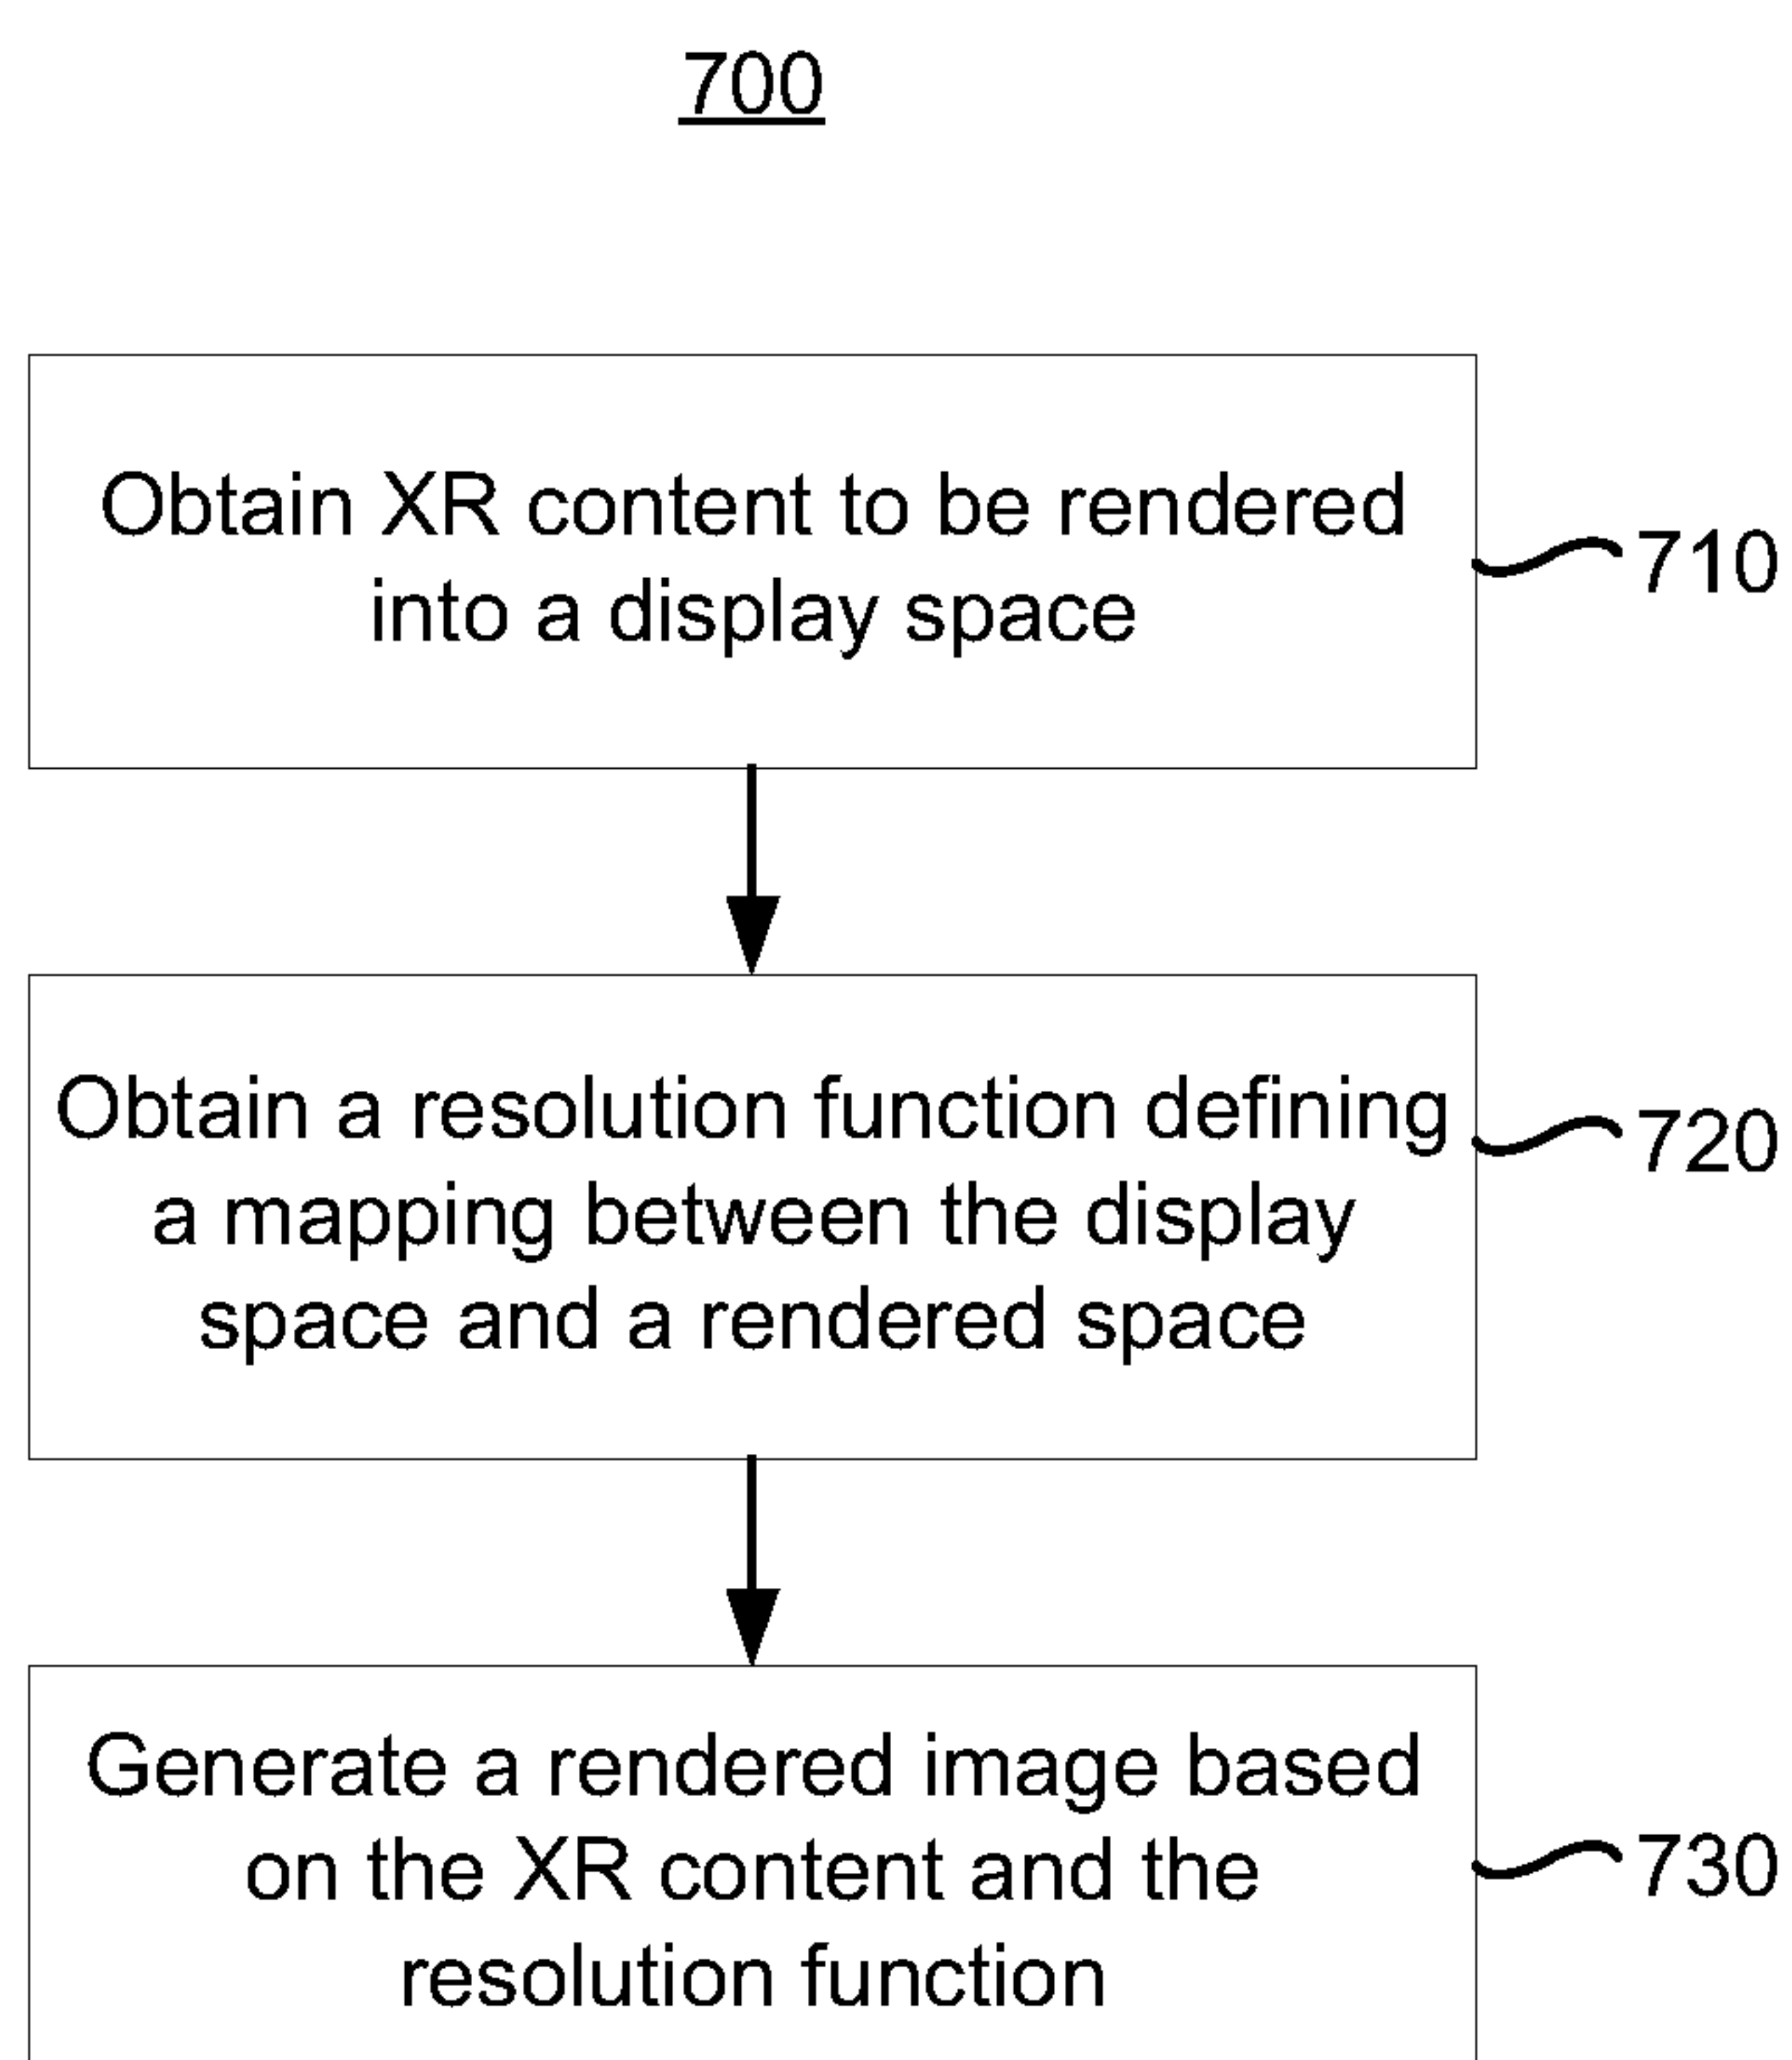 700
Obtain XR content to be rendered
into a display space
710
Obtain a resolution function defining
a mapping between the display
space and a rendered space
720
Generate a rendered image based
on the XR content and the
resolution function
730